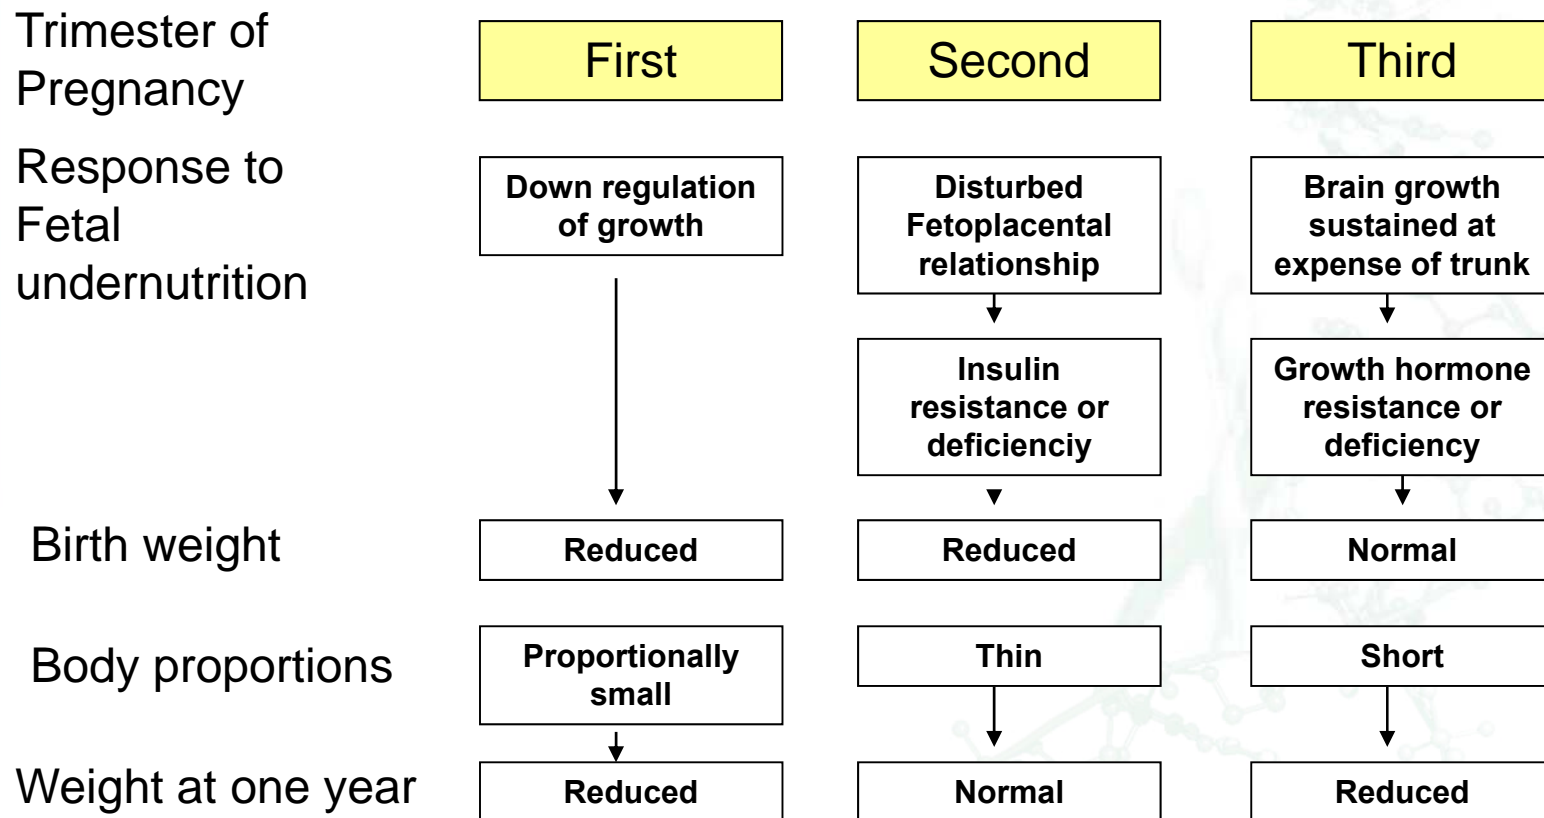 Trimester of
Pregnancy
First
Second
Third
Response to
Fetal
undernutrition
Down regulation
of growth
Disturbed
Fetoplacental
relationship
Brain growth
sustained at
expense of trunk
Insulin
resistance or
deficienciy
Growth hormone
resistance or
deficiency
Birth weight
Reduced
Reduced
Normal
Body proportions
Proportionally
small
Thin
Short
Weight at one year
Reduced
Normal
Reduced